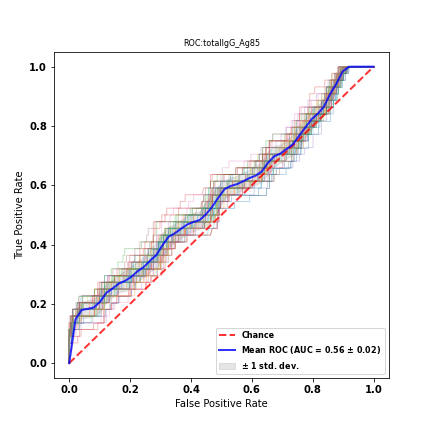 ROC:totalIgG_Ag85
True Positive Rate
1.0
0.8
0.6
0.4
0.2
0.0
Chance
Mean ROC (AUC = 0.56 ± 0.02)
± 1 std. dev.
0.0 0.2 0.4 0.6 0.8 1.0
False Positive Rate